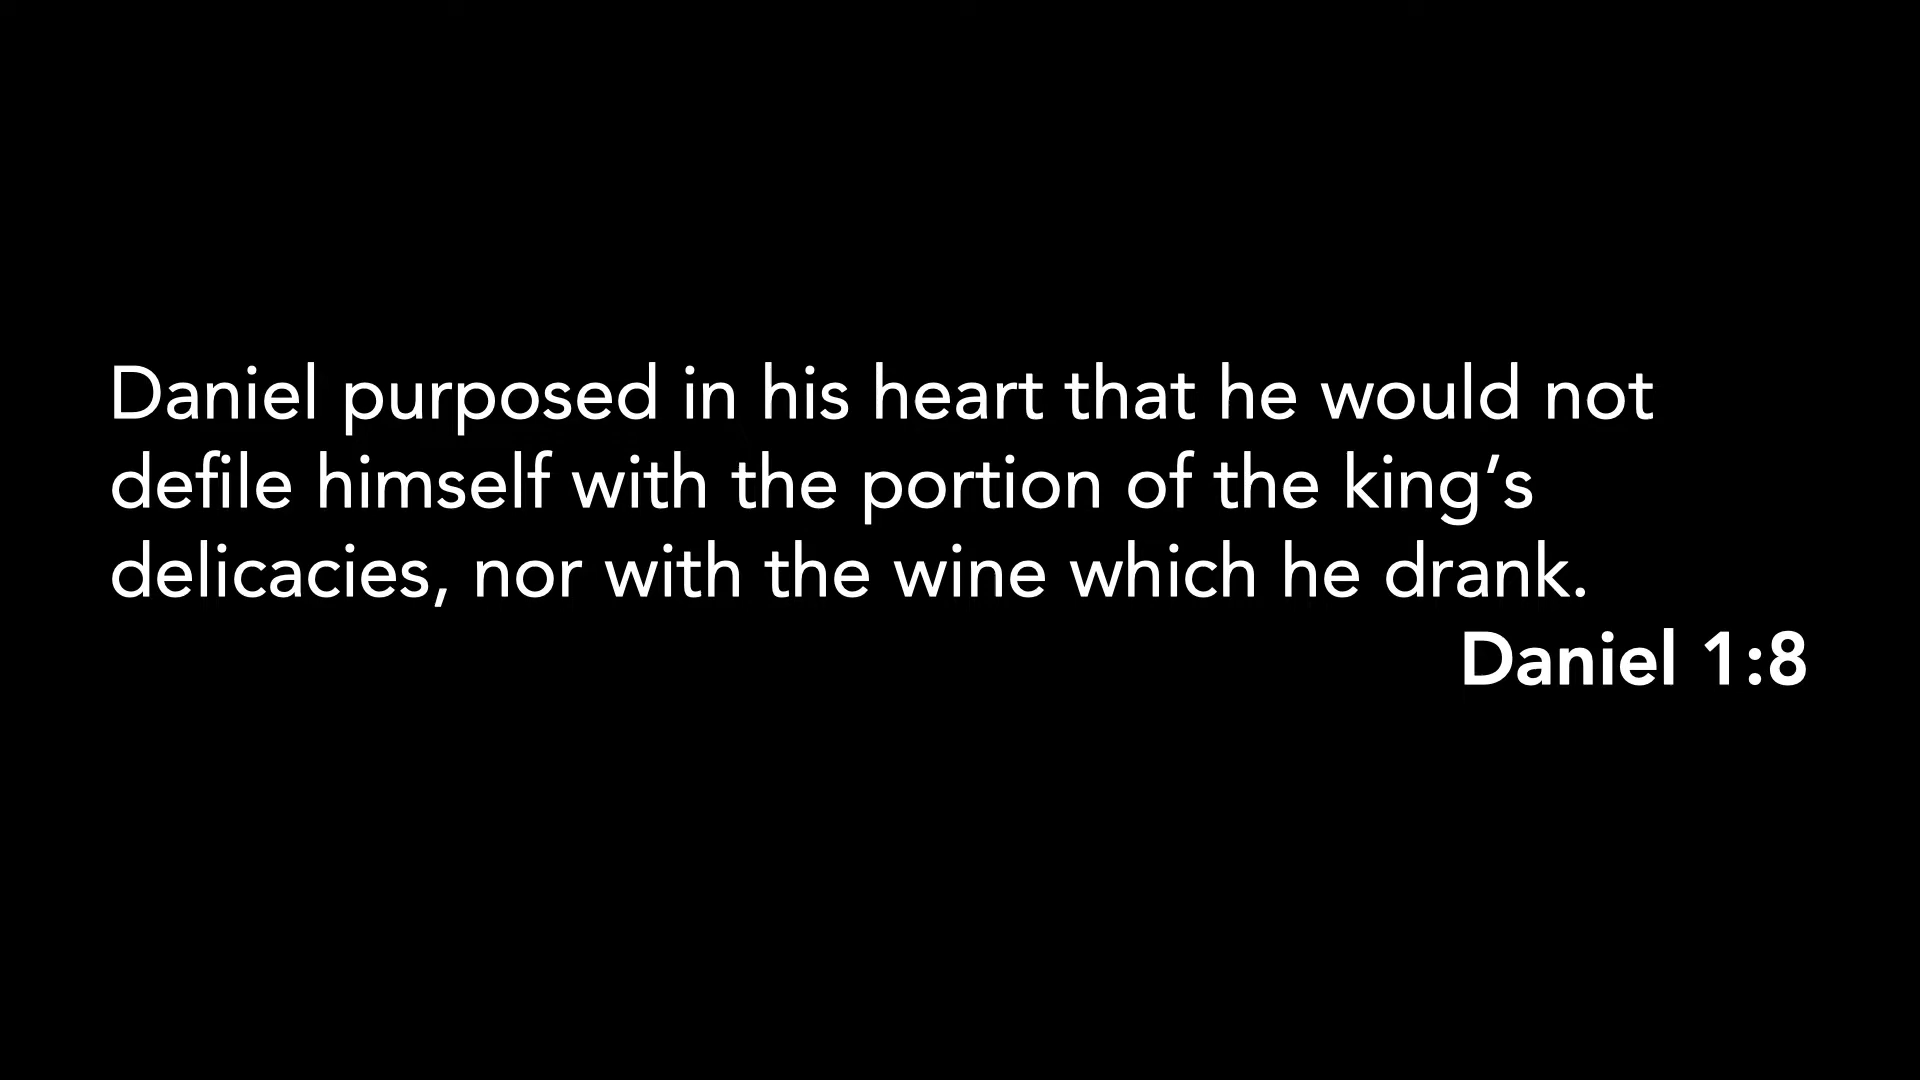 Daniel purposed in his heart that he would not
defile himself with the portion of the king’s
delicacies, nor with the wine which he drank.
Daniel 1:8